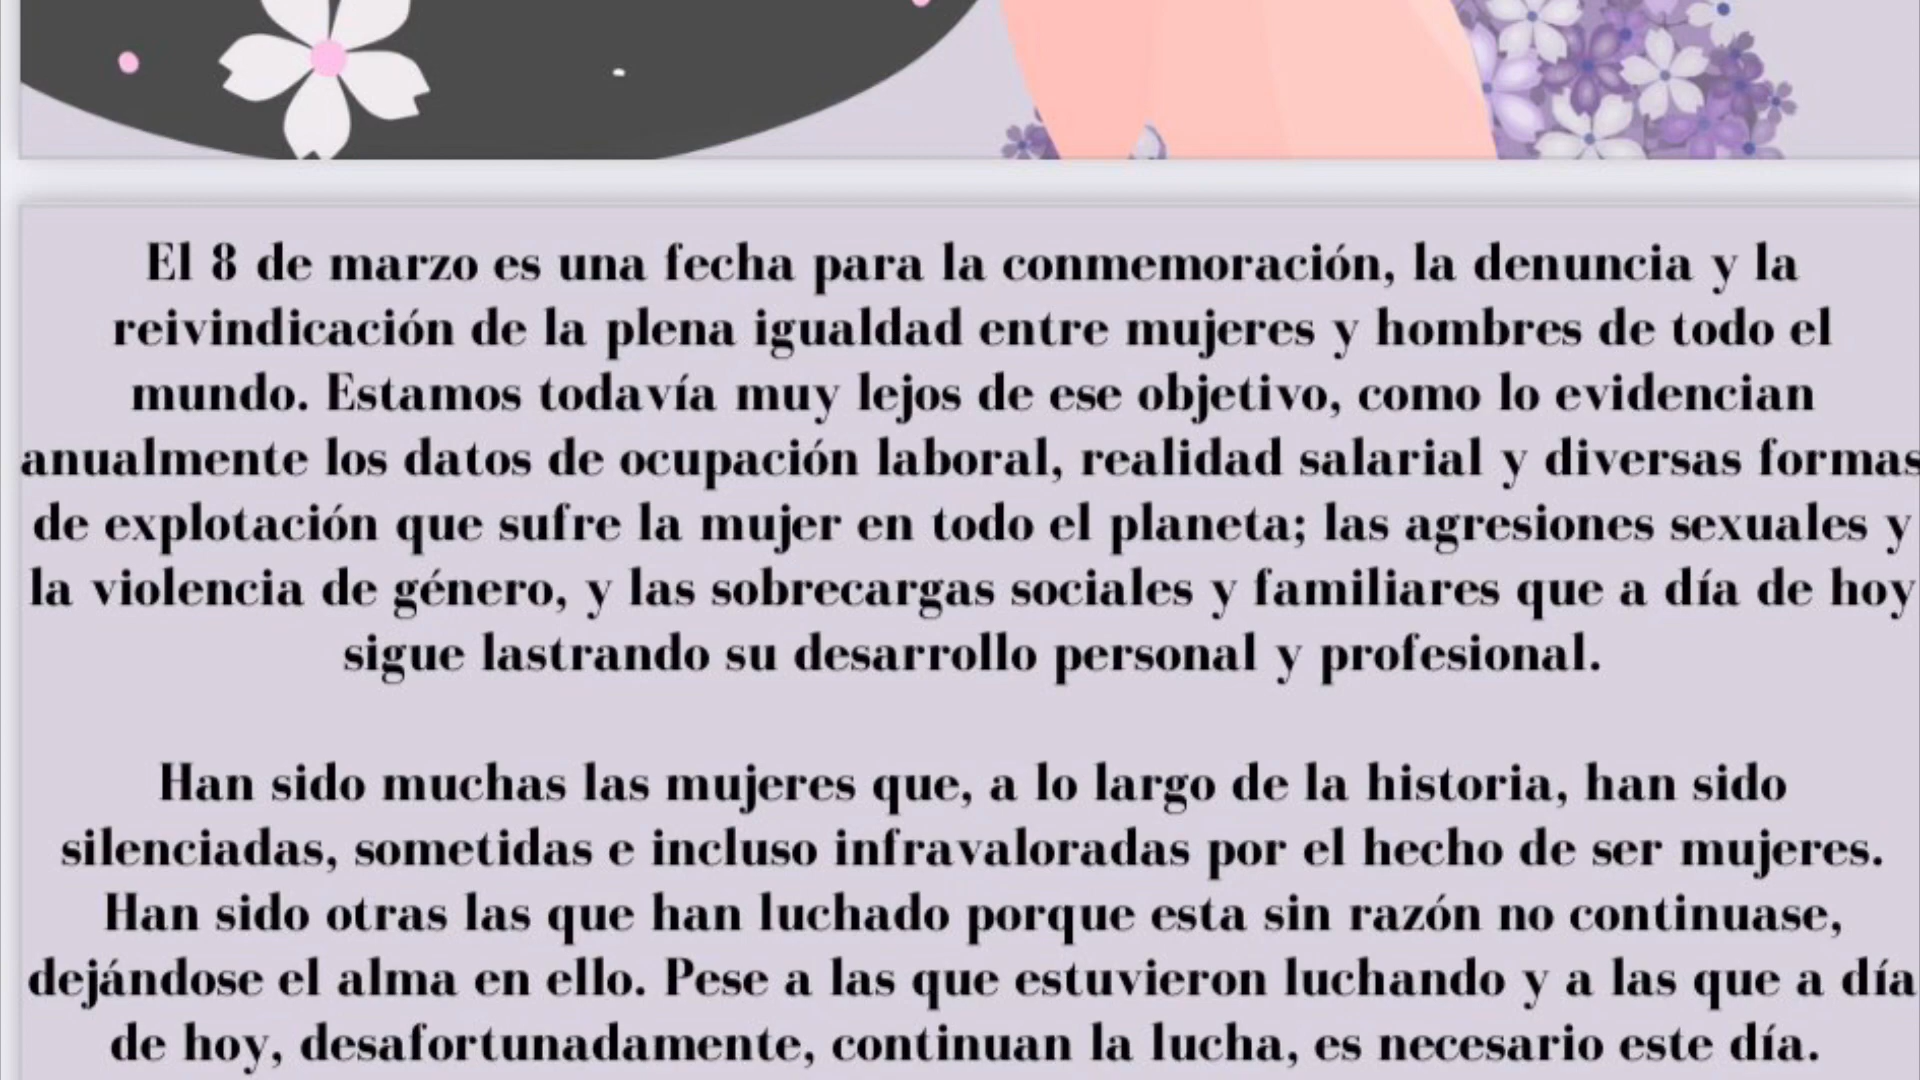 El 8 de marzo es una fecha para la conmemoración, la denuncia y la
reivindicación de la plena igualdad entre mujeres y hombres de todo el
mundo. Estamos todavía muy lejos de ese objetivo, como lo evidencian
anualmente los datos de ocupación laboral, realidad salarial y diversas formas
de explotación que sufre la mujer en todo el planeta; las agresiones sexuales y
la violencia de género, y las sobrecargas sociales y familiares que a día de hoy
sigue lastrando su desarrollo personal y profesional.
Han sido muchas las mujeres que, a lo largo de la historia, han sido
silenciadas, sometidas e incluso infravaloradas por el hecho de ser mujeres.
Han sido otras las que han luchado porque esta sin razón no continuase,
dejándose el alma en ello. Pese a las que estuvieron luchando y a las que a día
de hoy, desafortunadamente, continuan la lucha, es necesario este día.